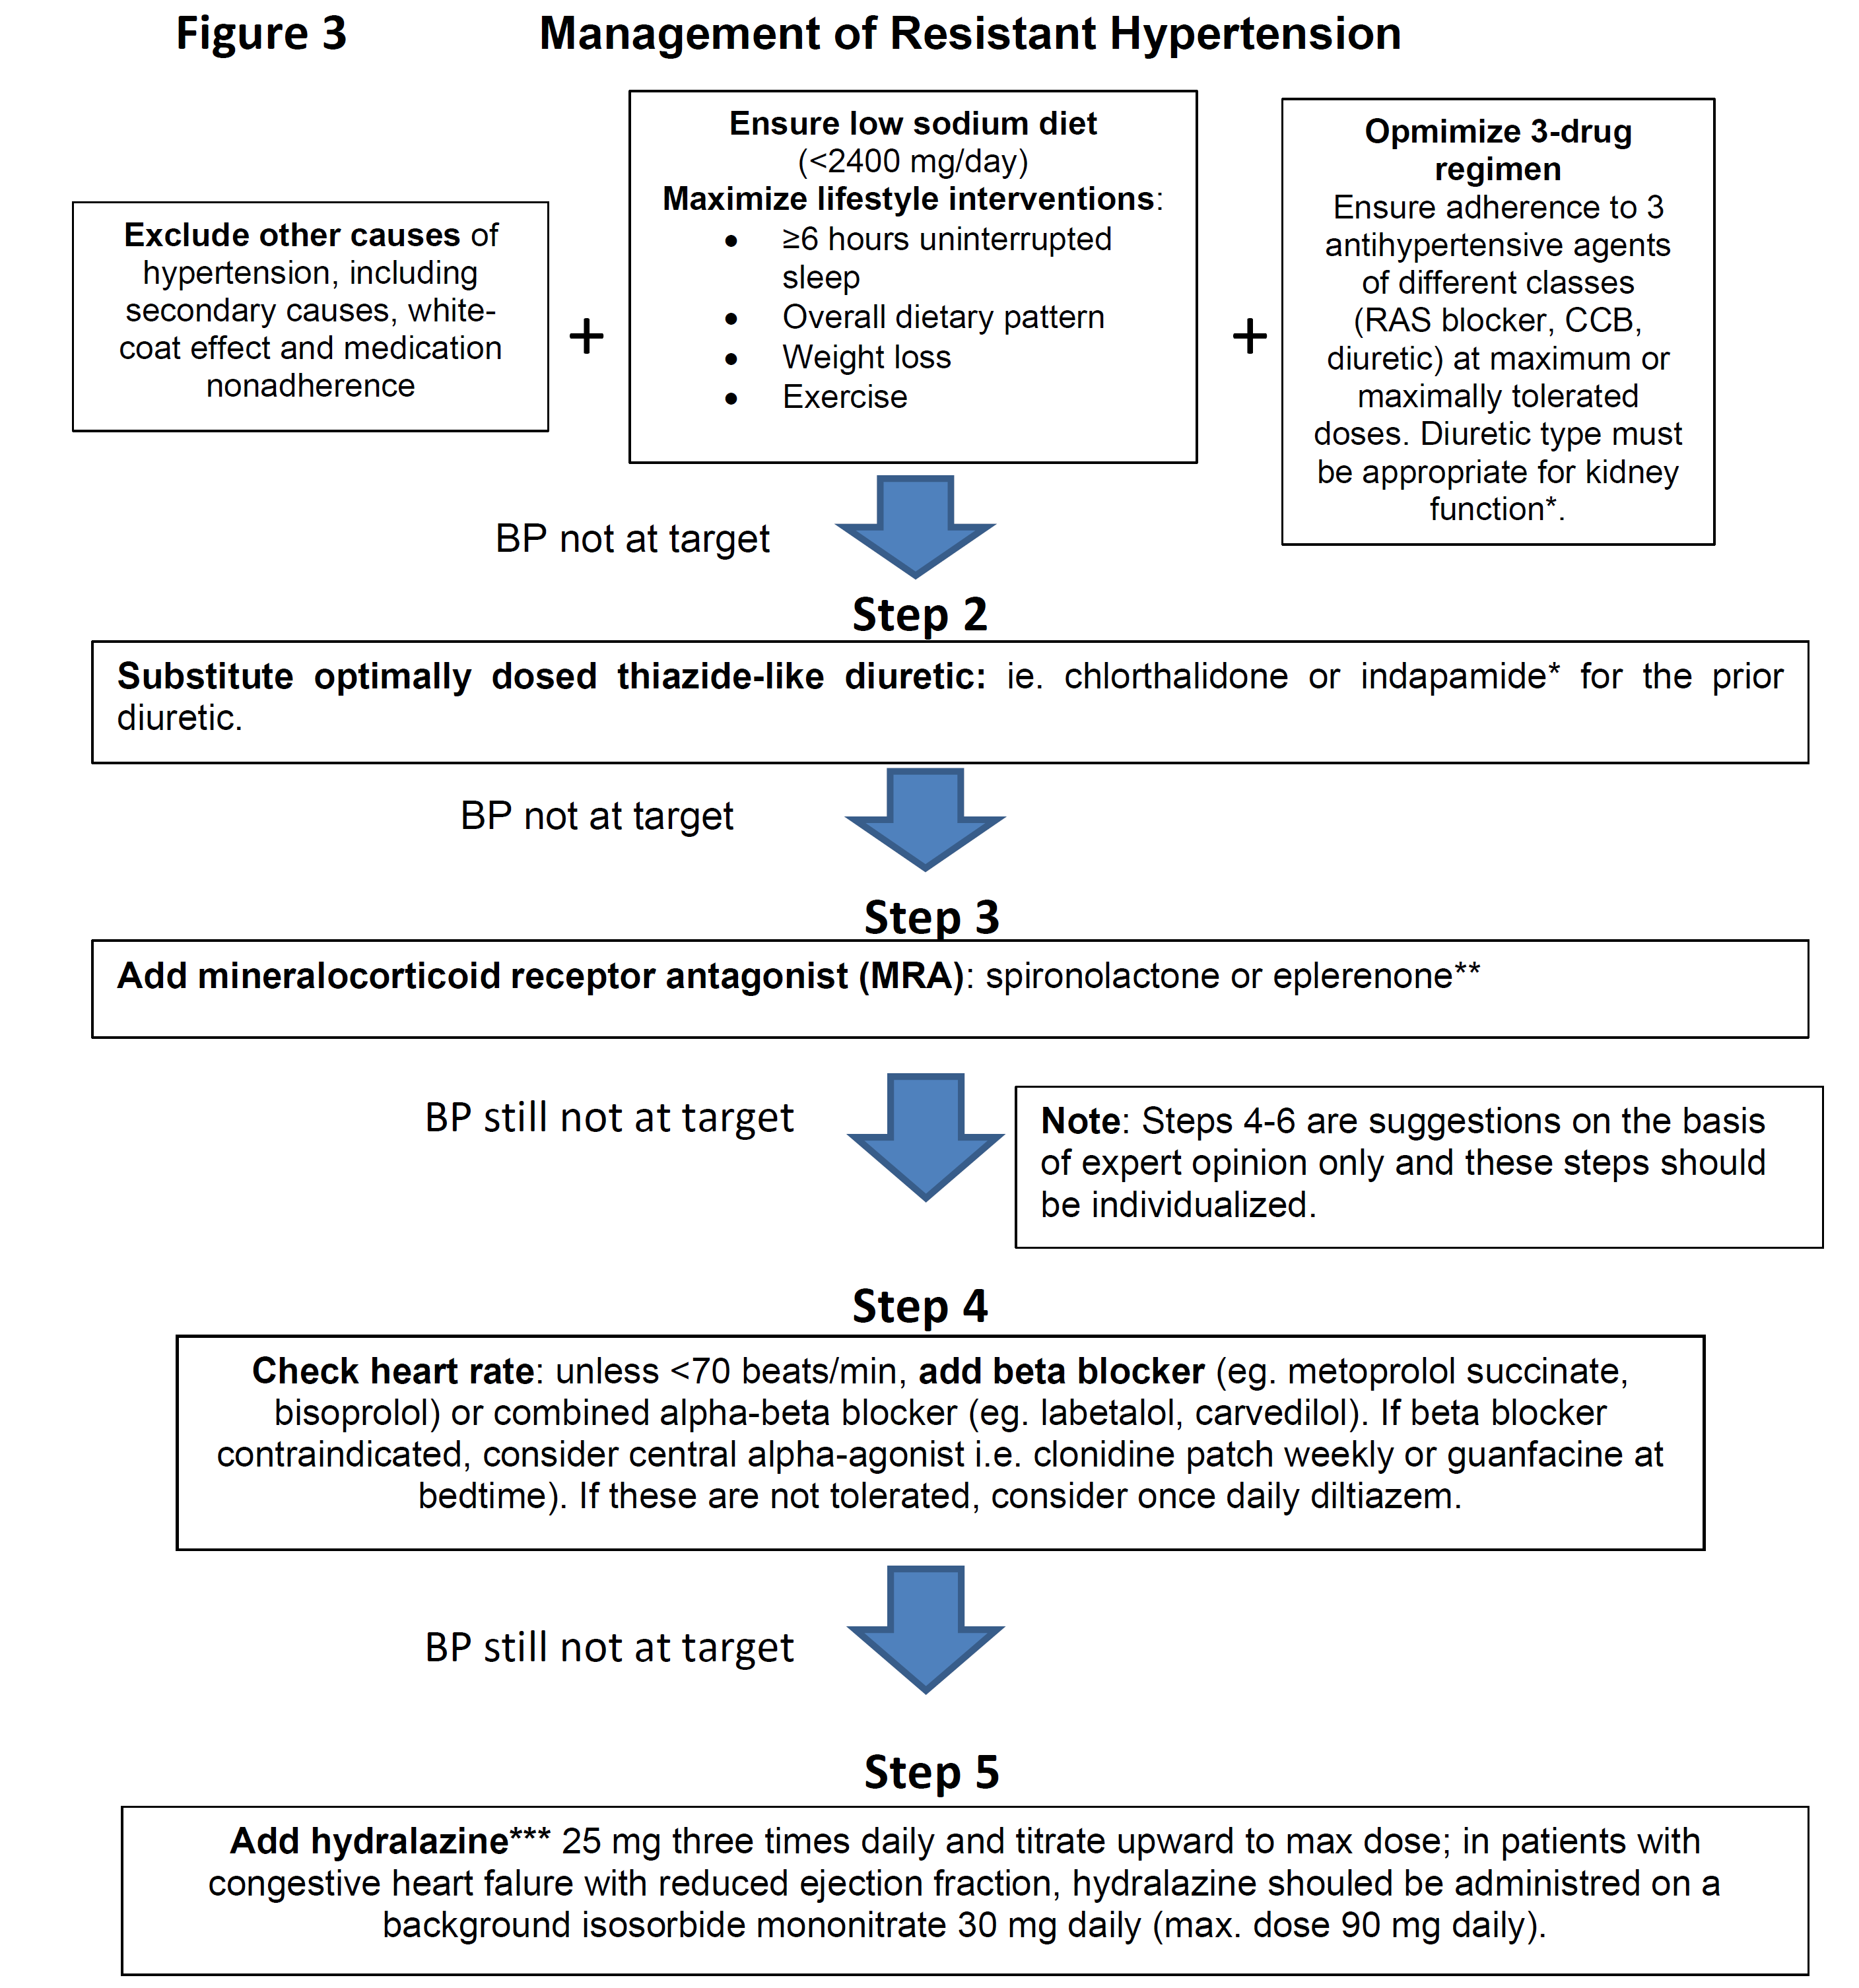 Figure 3
Management of Resistant Hypertension
Exclude other causes of
hypertension, including
secondary causes, white-
coat effect and medication
nonadherence
+
Ensure low sodium diet
(<2400 mg/day)
Maximize lifestyle interventions:
• ≥6 hours uninterrupted
sleep
• Overall dietary pattern
• Weight loss
• Exercise
+
Opmimize 3-drug
regimen
Ensure adherence to 3
antihypertensive agents
of different classes
(RAS blocker, CCB,
diuretic) at maximum or
maximally tolerated
doses. Diuretic type must
be appropriate for kidney
function*.
BP not at target
Step 2
Substitute optimally dosed thiazide-like diuretic: ie. chlorthalidone or indapamide* for the prior
diuretic.
BP not at target
Step 3
Add mineralocorticoid receptor antagonist (MRA): spironolactone or eplerenone**
BP still not at target
Note: Steps 4-6 are suggestions on the basis
of expert opinion only and these steps should
be individualized.
Step 4
Check heart rate: unless <70 beats/min, add beta blocker (eg. metoprolol succinate,
bisoprolol) or combined alpha-beta blocker (eg. labetalol, carvedilol). If beta blocker
contraindicated, consider central alpha-agonist i.e. clonidine patch weekly or guanfacine at
bedtime). If these are not tolerated, consider once daily diltiazem.
BP still not at target
Step 5
Add hydralazine*** 25 mg three times daily and titrate upward to max dose; in patients with
congestive heart falure with reduced ejection fraction, hydralazine shouled be administred on a
background isosorbide mononitrate 30 mg daily (max. dose 90 mg daily).